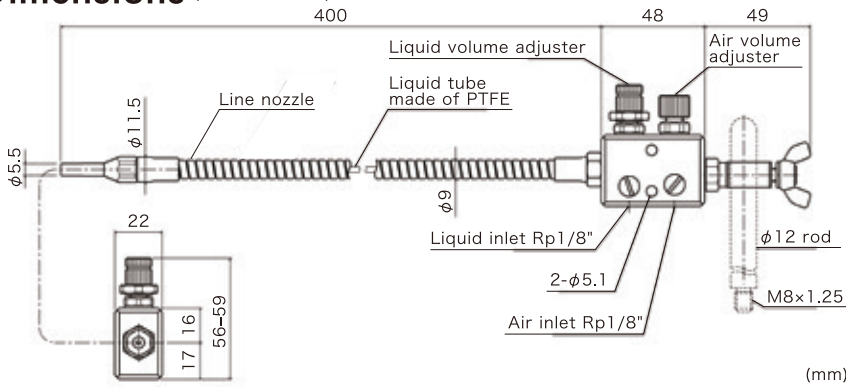 400
48
49
Liquid volume adjuster
Air volume
adjuster
Liquid tube
made of PTFE
Line nozzle
φ11.5
φ5.5
φ9
22
Liquid inlet Rp1/8"
φ12 rod
2-φ5.1
M8×1.25
16
56–59
17
Air inlet Rp1/8"
(mm)